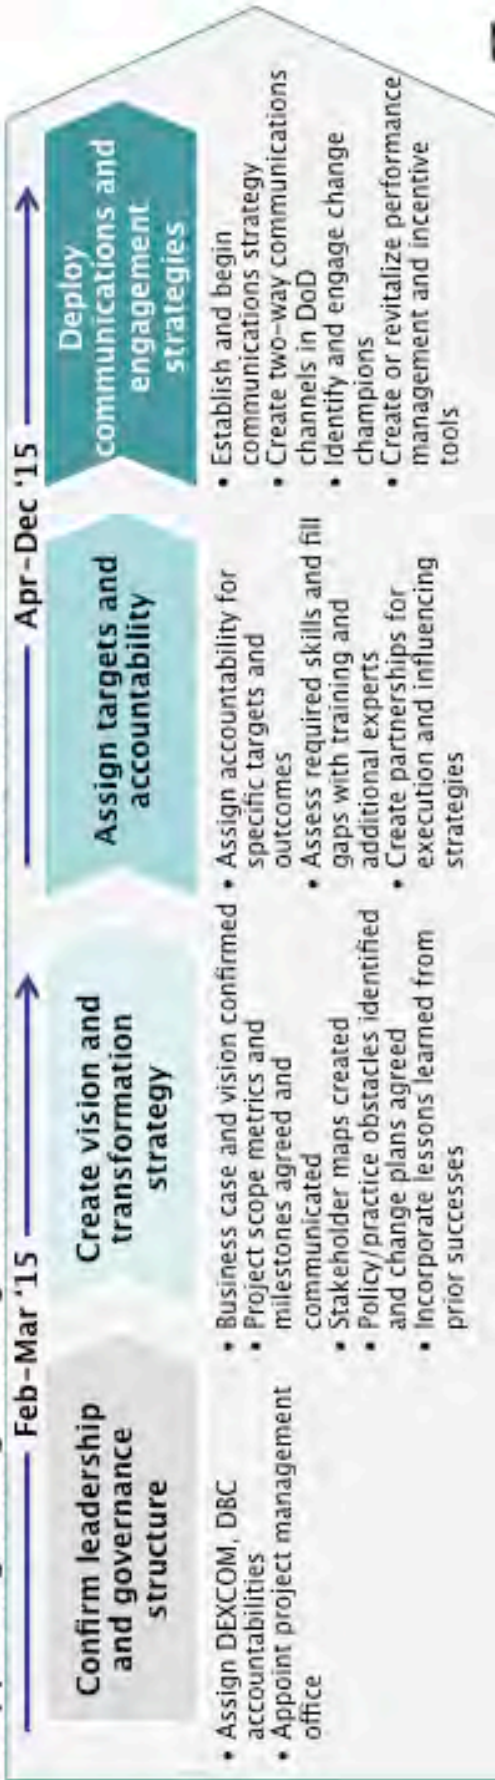 Feb-Mar '15
Apr-Dec '15
Confirm leadership
and governance
structure
• Assign DEXCOM, DBC
accountabilities
• Appoint project management
office
Create vision and
transformation
strategy
• Business case and vision confirmed
• Project scope metrics and
milestones agreed and
communicated
• Stakeholder maps created
• Policy/practice obstacles identified
and change plans agreed
• Incorporate lessons learned from
prior successes
Assign targets and
accountability
• Assign accountability for
specific targets and
outcomes
• Assess required skills and fill
gaps with training and
additional experts
• Create partnerships for
execution and influencing
strategies
Deploy
communications and
engagement
strategies
• Establish and begin
communications strategy
• Create two-way communications
channels in DoD
• Identify and engage change
champions
• Create or revitalize performance
management and incentive
tools